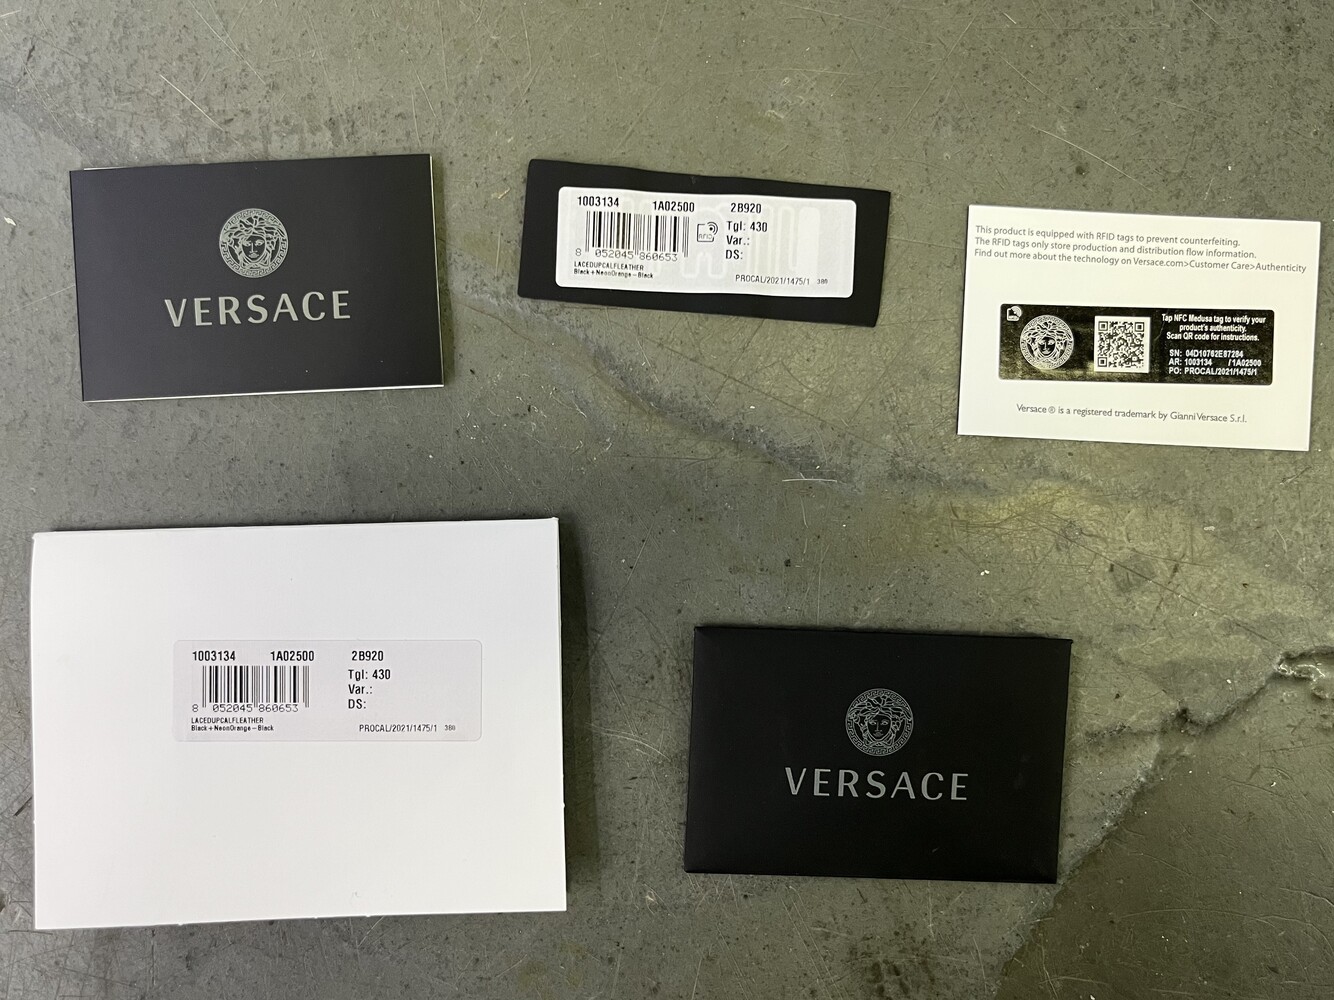 VERSACE
1003134 1A02500 2B920
Tgl: 430
Var.:
DS:
RFID
8 052045 860653
LACEDUPCALFLEATHER
Black+NeonOrange-Black
PROCAL/2021/1475/1 388
This product is equipped with RFID tags to prevent counterfeiting.
The RFID tags only store production and distribution flow information.
Find out more about the technology on Versace.com>Customer Care>Authenticity
Tap NFC Medusa tag to verify your
product's authenticity.
Scan QR code for instructions.
SN: 04D10762E87284
AR: 1003134 /1A02500
PO: PROCAL/2021/1475/1
Versace ® is a registered trademark by Gianni Versace S.r.l.
1003134 1A02500 2B920
Tgl: 430
Var.:
DS:
8 052045 860653
LACEDUPCALFLEATHER
Black+NeonOrange-Black
PROCAL/2021/1475/1 388
VERSACE